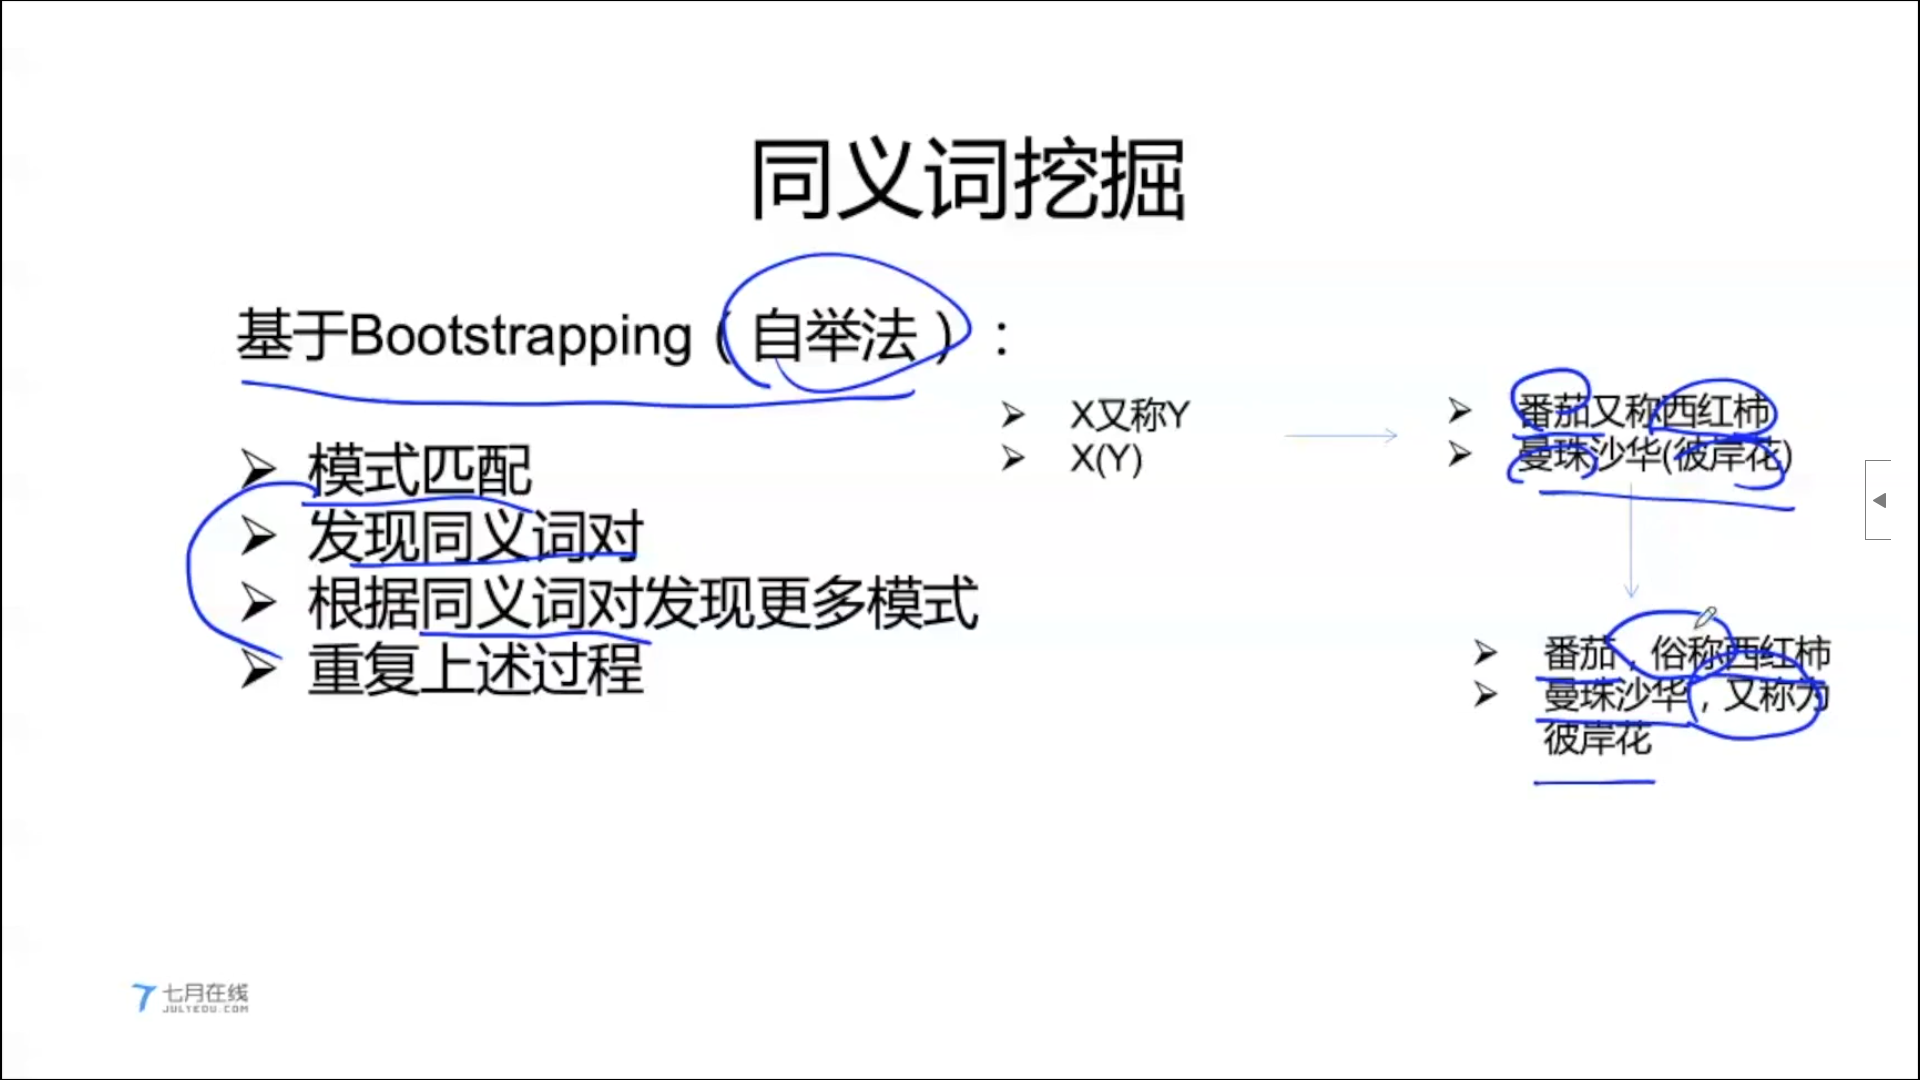 同义词挖掘
基于Bootstrapping（自举法）：
模式匹配
发现同义词对
根据同义词对发现更多模式
重复上述过程
X又称Y
X(Y)
番茄又称西红柿
曼珠沙华(彼岸花)
番茄，俗称西红柿
曼珠沙华，又称为
彼岸花
七月在线
JULYEDU.COM